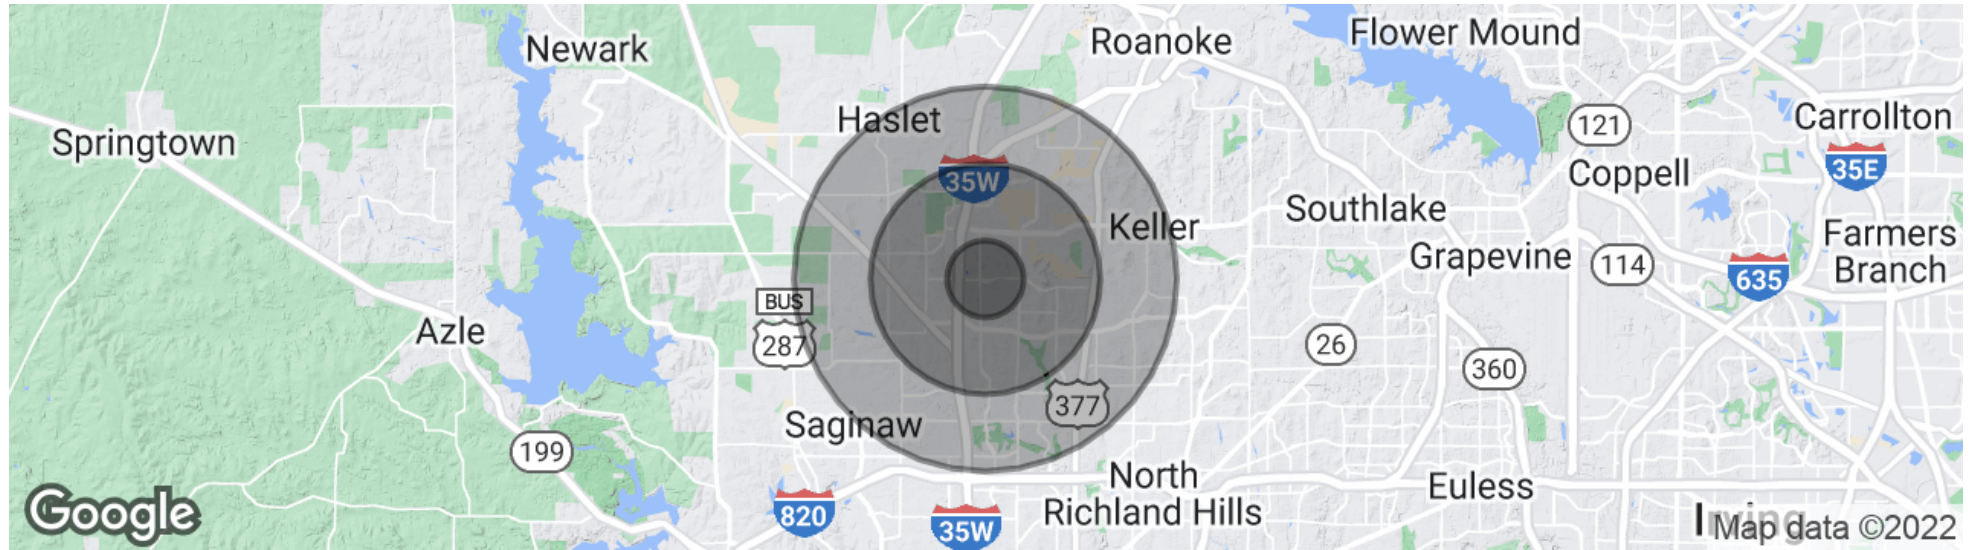 Newark
Roanoke
Flower Mound
Haslet
Springtown
121
Carrollton
35W
35E
Coppell
Keller
Southlake
Grapevine
114
Farmers
Branch
635
BUS
287
Azle
26
360
377
Saginaw
199
North
Richland Hills
Euless
820
35W
Google
Irving
Map data ©2022